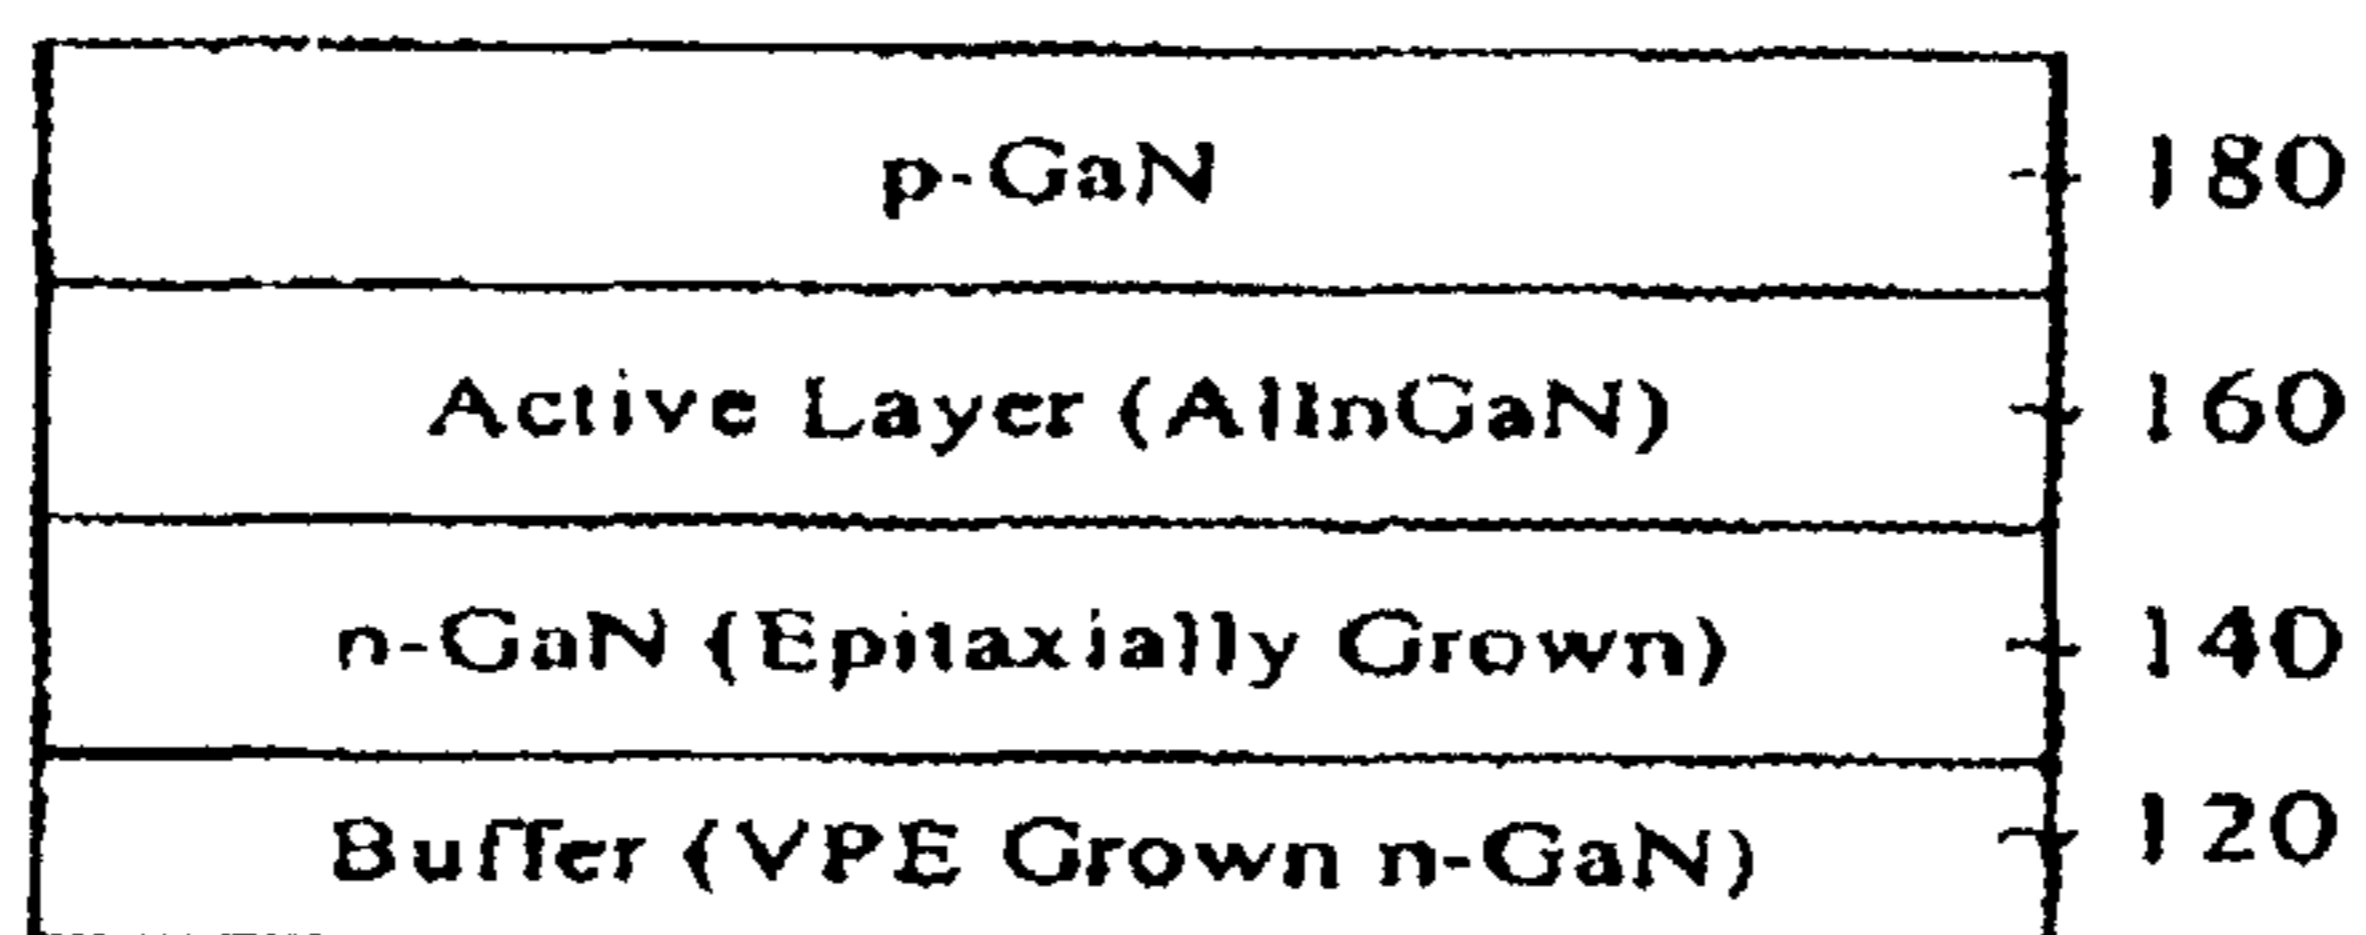 p-GaN 180
Active Layer (AlInGaN) 160
n-GaN (Epitaxially Grown) 140
Buffer (VPE Grown n-GaN) 120